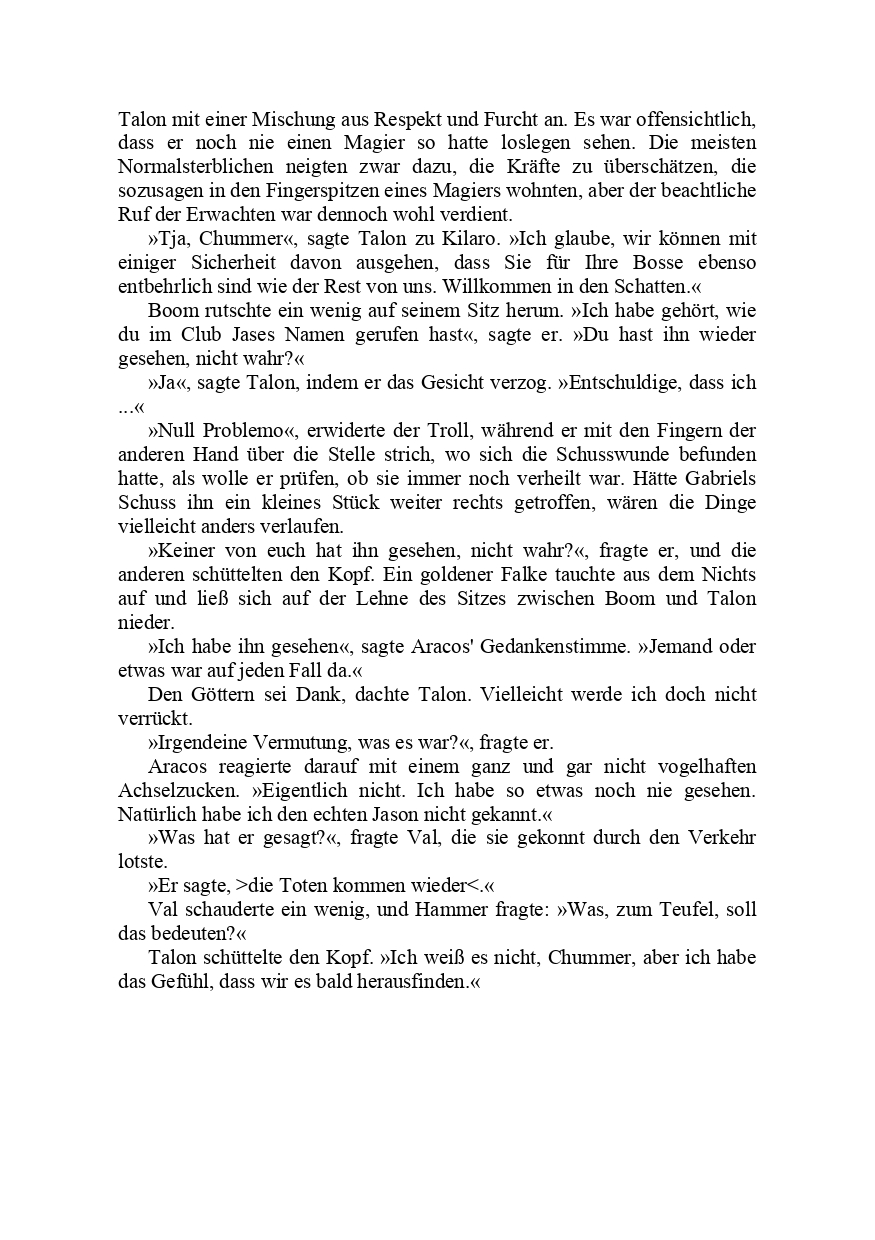 Talon mit einer Mischung aus Respekt und Furcht an. Es war offensichtlich,
dass er noch nie einen Magier so hatte loslegen sehen. Die meisten
Normalsterblichen neigten zwar dazu, die Kräfte zu überschätzen, die
sozusagen in den Fingerspitzen eines Magiers wohnten, aber der beachtliche
Ruf der Erwachten war dennoch wohl verdient.
»Tja, Chummer«, sagte Talon zu Kilaro. »Ich glaube, wir können mit
einiger Sicherheit davon ausgehen, dass Sie für Ihre Bosse ebenso
entbehrlich sind wie der Rest von uns. Willkommen in den Schatten.«
Boom rutschte ein wenig auf seinem Sitz herum. »Ich habe gehört, wie
du im Club Jases Namen gerufen hast«, sagte er. »Du hast ihn wieder
gesehen, nicht wahr?«
»Ja«, sagte Talon, indem er das Gesicht verzog. »Entschuldige, dass ich
...«
»Null Problemo«, erwiderte der Troll, während er mit den Fingern der
anderen Hand über die Stelle strich, wo sich die Schusswunde befunden
hatte, als wolle er prüfen, ob sie immer noch verheilt war. Hätte Gabriels
Schuss ihn ein kleines Stück weiter rechts getroffen, wären die Dinge
vielleicht anders verlaufen.
»Keiner von euch hat ihn gesehen, nicht wahr?«, fragte er, und die
anderen schüttelten den Kopf. Ein goldener Falke tauchte aus dem Nichts
auf und ließ sich auf der Lehne des Sitzes zwischen Boom und Talon
nieder.
»Ich habe ihn gesehen«, sagte Aracos' Gedankenstimme. »Jemand oder
etwas war auf jeden Fall da.«
Den Göttern sei Dank, dachte Talon. Vielleicht werde ich doch nicht
verrückt.
»Irgendeine Vermutung, was es war?«, fragte er.
Aracos reagierte darauf mit einem ganz und gar nicht vogelhaften
Achselzucken. »Eigentlich nicht. Ich habe so etwas noch nie gesehen.
Natürlich habe ich den echten Jason nicht gekannt.«
»Was hat er gesagt?«, fragte Val, die sie gekonnt durch den Verkehr
lotste.
»Er sagte, >die Toten kommen wieder<.«
Val schauderte ein wenig, und Hammer fragte: »Was, zum Teufel, soll
das bedeuten?«
Talon schüttelte den Kopf. »Ich weiß es nicht, Chummer, aber ich habe
das Gefühl, dass wir es bald herausfinden.«